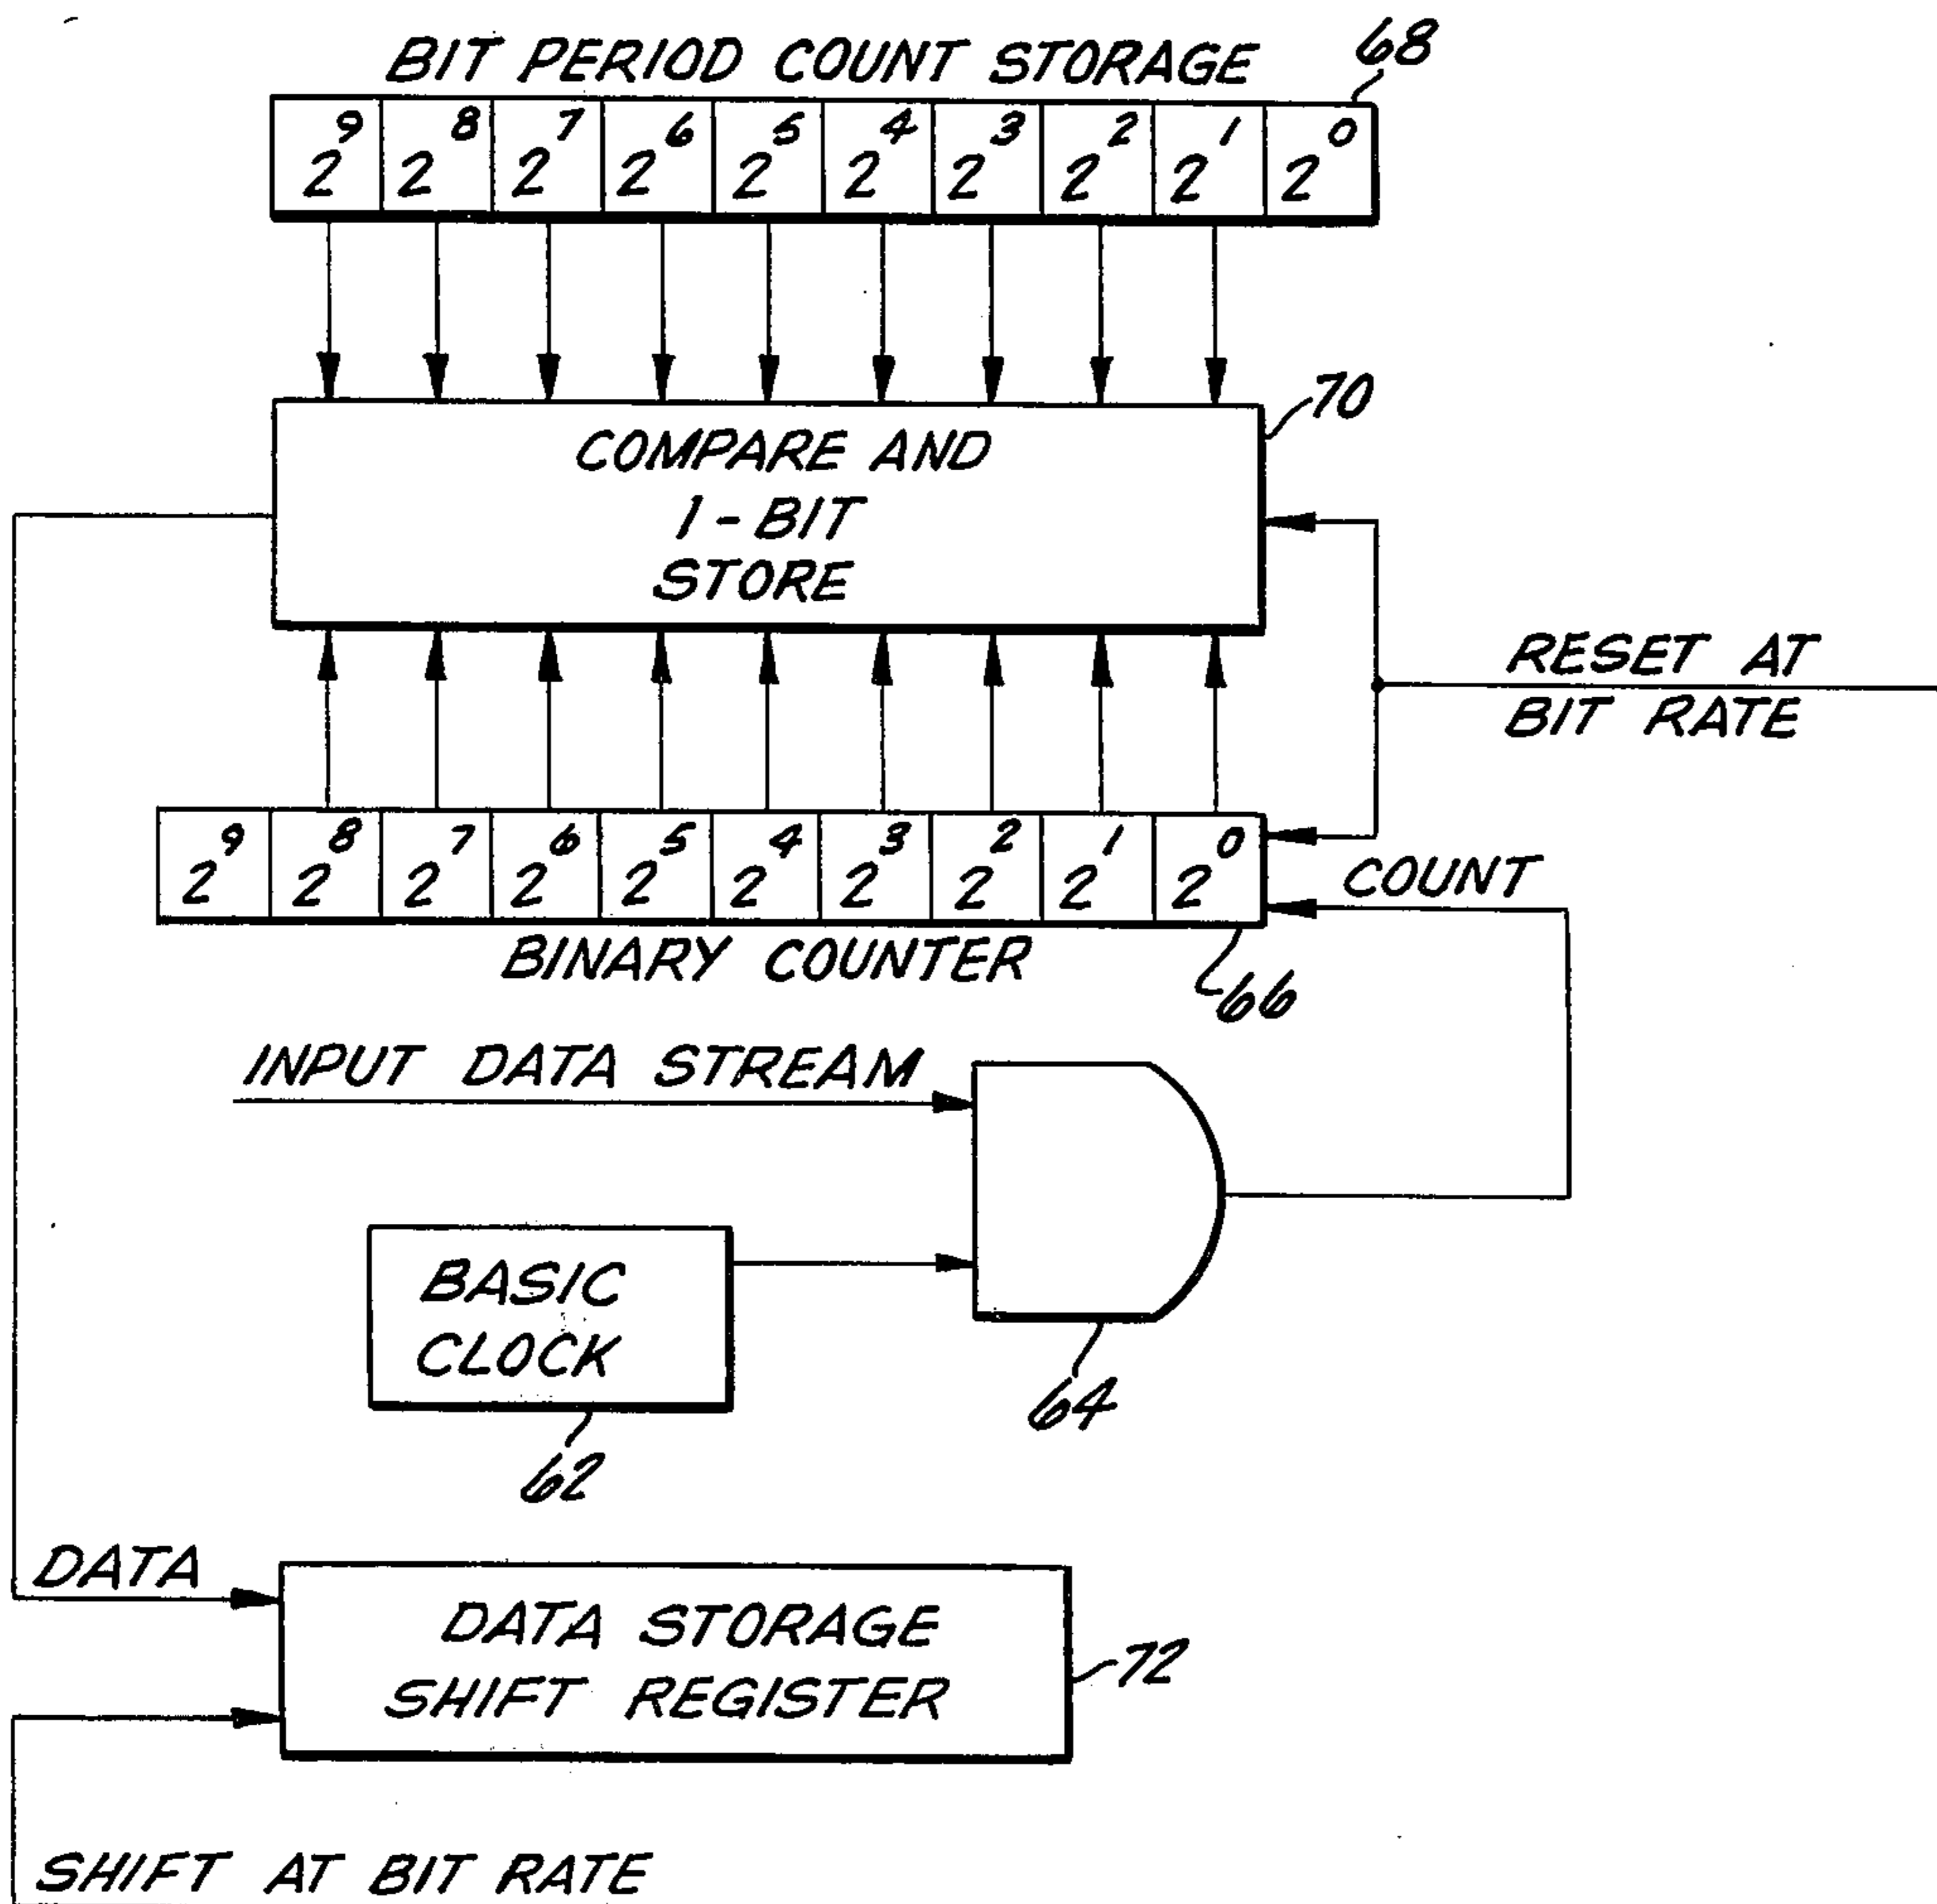 BIT PERIOD COUNT STORAGE 68
2^9 2^8 2^7 2^6 2^5 2^4 2^3 2^2 2^1 2^0
COMPARE AND
1-BIT
STORE
70
RESET AT
BIT RATE
2^9 2^8 2^7 2^6 2^5 2^4 2^3 2^2 2^1 2^0
COUNT
BINARY COUNTER
66
INPUT DATA STREAM
BASIC
CLOCK
64
62
DATA
DATA STORAGE
SHIFT REGISTER
72
SHIFT AT BIT RATE